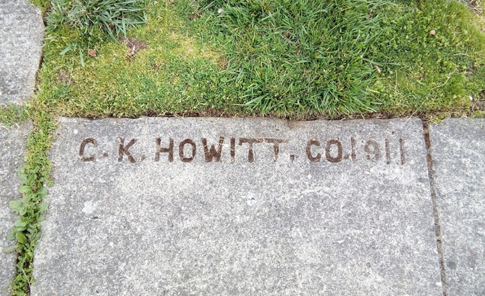 C. K. HOWITT. CO. 1911